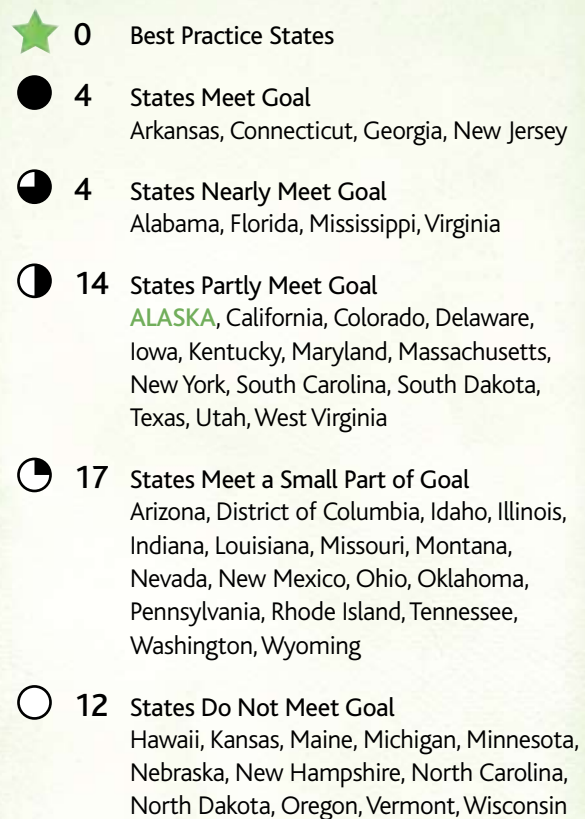 0 Best Practice States
4 States Meet Goal
Arkansas, Connecticut, Georgia, New Jersey
4 States Nearly Meet Goal
Alabama, Florida, Mississippi, Virginia
14 States Partly Meet Goal
ALASKA, California, Colorado, Delaware,
Iowa, Kentucky, Maryland, Massachusetts,
New York, South Carolina, South Dakota,
Texas, Utah, West Virginia
17 States Meet a Small Part of Goal
Arizona, District of Columbia, Idaho, Illinois,
Indiana, Louisiana, Missouri, Montana,
Nevada, New Mexico, Ohio, Oklahoma,
Pennsylvania, Rhode Island, Tennessee,
Washington, Wyoming
12 States Do Not Meet Goal
Hawaii, Kansas, Maine, Michigan, Minnesota,
Nebraska, New Hampshire, North Carolina,
North Dakota, Oregon, Vermont, Wisconsin